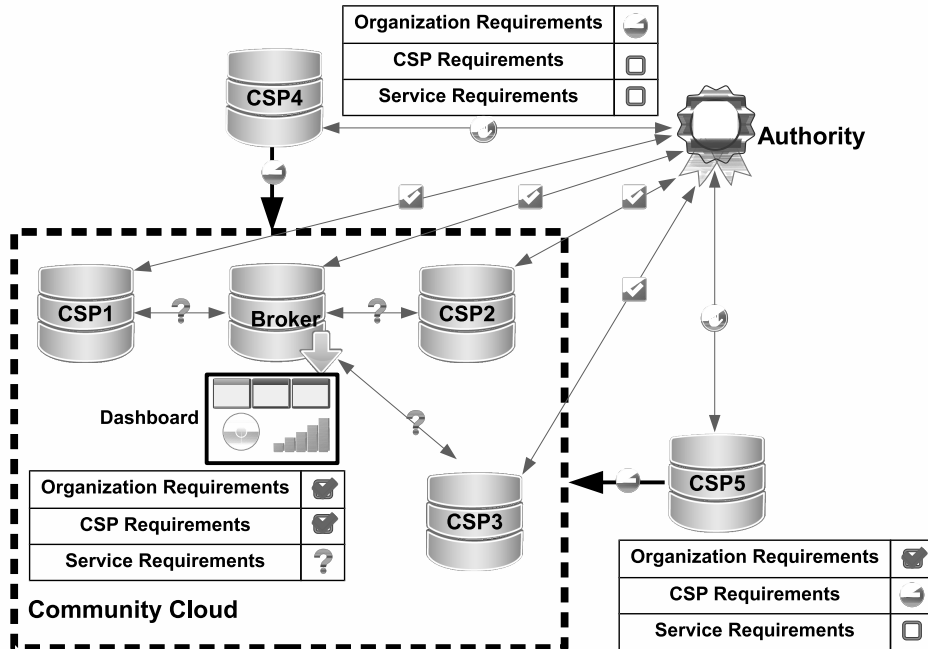 Organization Requirements
CSP Requirements
Service Requirements
CSP4
Authority
CSP1
?
Broker
?
CSP2
Dashboard
?
Organization Requirements
CSP Requirements
Service Requirements ?
CSP3
CSP5
Organization Requirements
CSP Requirements
Service Requirements
Community Cloud